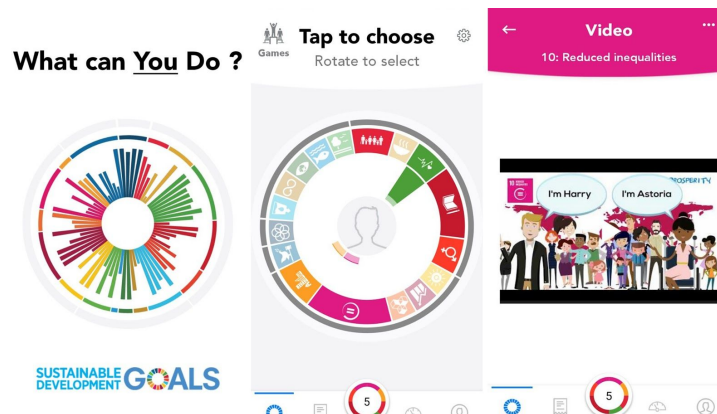 What can You Do ?
SUSTAINABLE
DEVELOPMENT
GOALS
Games
Tap to choose
Rotate to select
5
Video
10: Reduced inequalities
10
I'm Harry
I'm Astoria
PROSPERITY
5